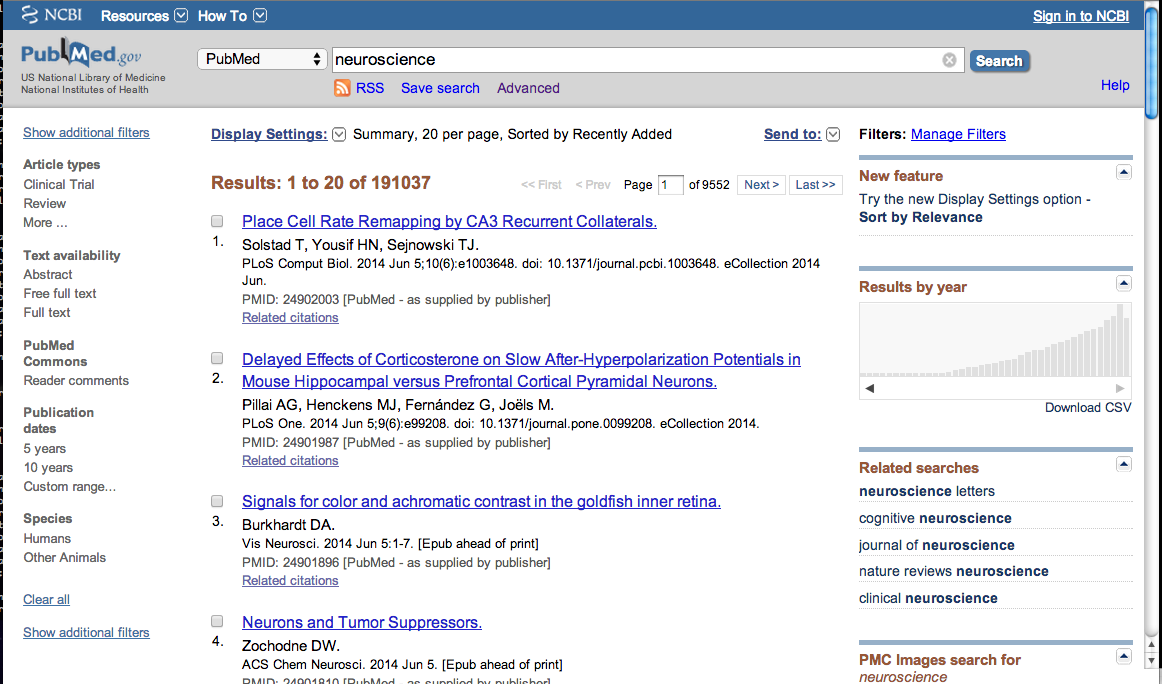 NCBI Resources How To Sign in to NCBI
PubMed.gov
US National Library of Medicine
National Institutes of Health
PubMed neuroscience Search
RSS Save search Advanced Help
Show additional filters
Article types
Clinical Trial
Review
More ...
Text availability
Abstract
Free full text
Full text
PubMed
Commons
Reader comments
Publication
dates
5 years
10 years
Custom range...
Species
Humans
Other Animals
Clear all
Show additional filters
Display Settings: Summary, 20 per page, Sorted by Recently Added Send to:
Results: 1 to 20 of 191037 << First < Prev Page 1 of 9552 Next > Last >>
Place Cell Rate Remapping by CA3 Recurrent Collaterals.
1. Solstad T, Yousif HN, Sejnowski TJ.
PLoS Comput Biol. 2014 Jun 5;10(6):e1003648. doi: 10.1371/journal.pcbi.1003648. eCollection 2014
Jun.
PMID: 24902003 [PubMed - as supplied by publisher]
Related citations
Delayed Effects of Corticosterone on Slow After-Hyperpolarization Potentials in
2. Mouse Hippocampal versus Prefrontal Cortical Pyramidal Neurons.
Pillai AG, Henckens MJ, Fernández G, Joëls M.
PLoS One. 2014 Jun 5;9(6):e99208. doi: 10.1371/journal.pone.0099208. eCollection 2014.
PMID: 24901987 [PubMed - as supplied by publisher]
Related citations
Signals for color and achromatic contrast in the goldfish inner retina.
3. Burkhardt DA.
Vis Neurosci. 2014 Jun 5:1-7. [Epub ahead of print]
PMID: 24901896 [PubMed - as supplied by publisher]
Related citations
Neurons and Tumor Suppressors.
4. Zochodne DW.
ACS Chem Neurosci. 2014 Jun 5. [Epub ahead of print]
PMID: 24901810 [PubMed - as supplied by publisher]
Filters: Manage Filters
New feature
Try the new Display Settings option -
Sort by Relevance
Results by year
Download CSV
Related searches
neuroscience letters
cognitive neuroscience
journal of neuroscience
nature reviews neuroscience
clinical neuroscience
PMC Images search for
neuroscience